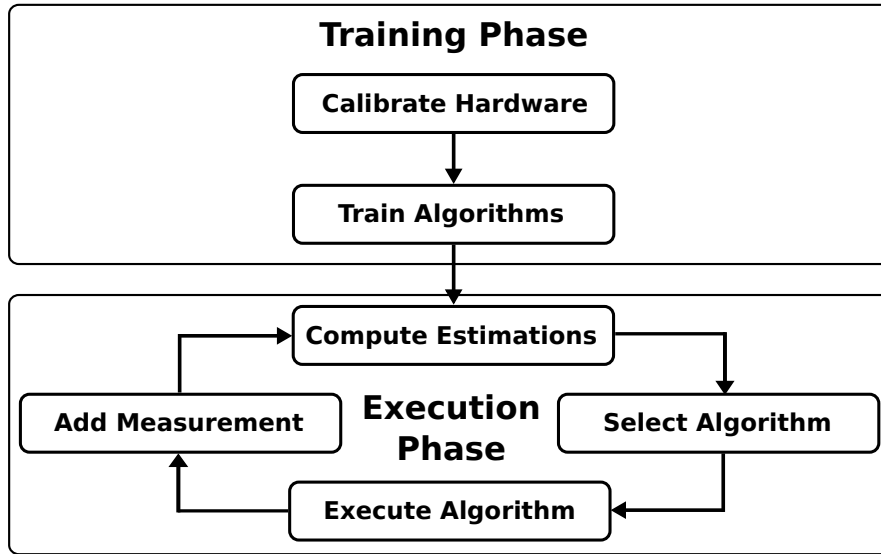 Training Phase
Calibrate Hardware
Train Algorithms
Compute Estimations
Add Measurement
Execution
Phase
Select Algorithm
Execute Algorithm